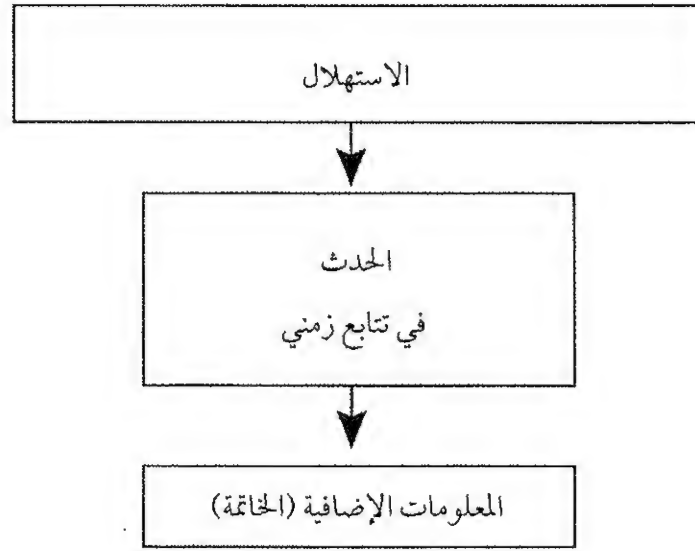 الاستهلال
الحدث
في تتابع زمني
المعلومات الإضافية (الخاتمة)